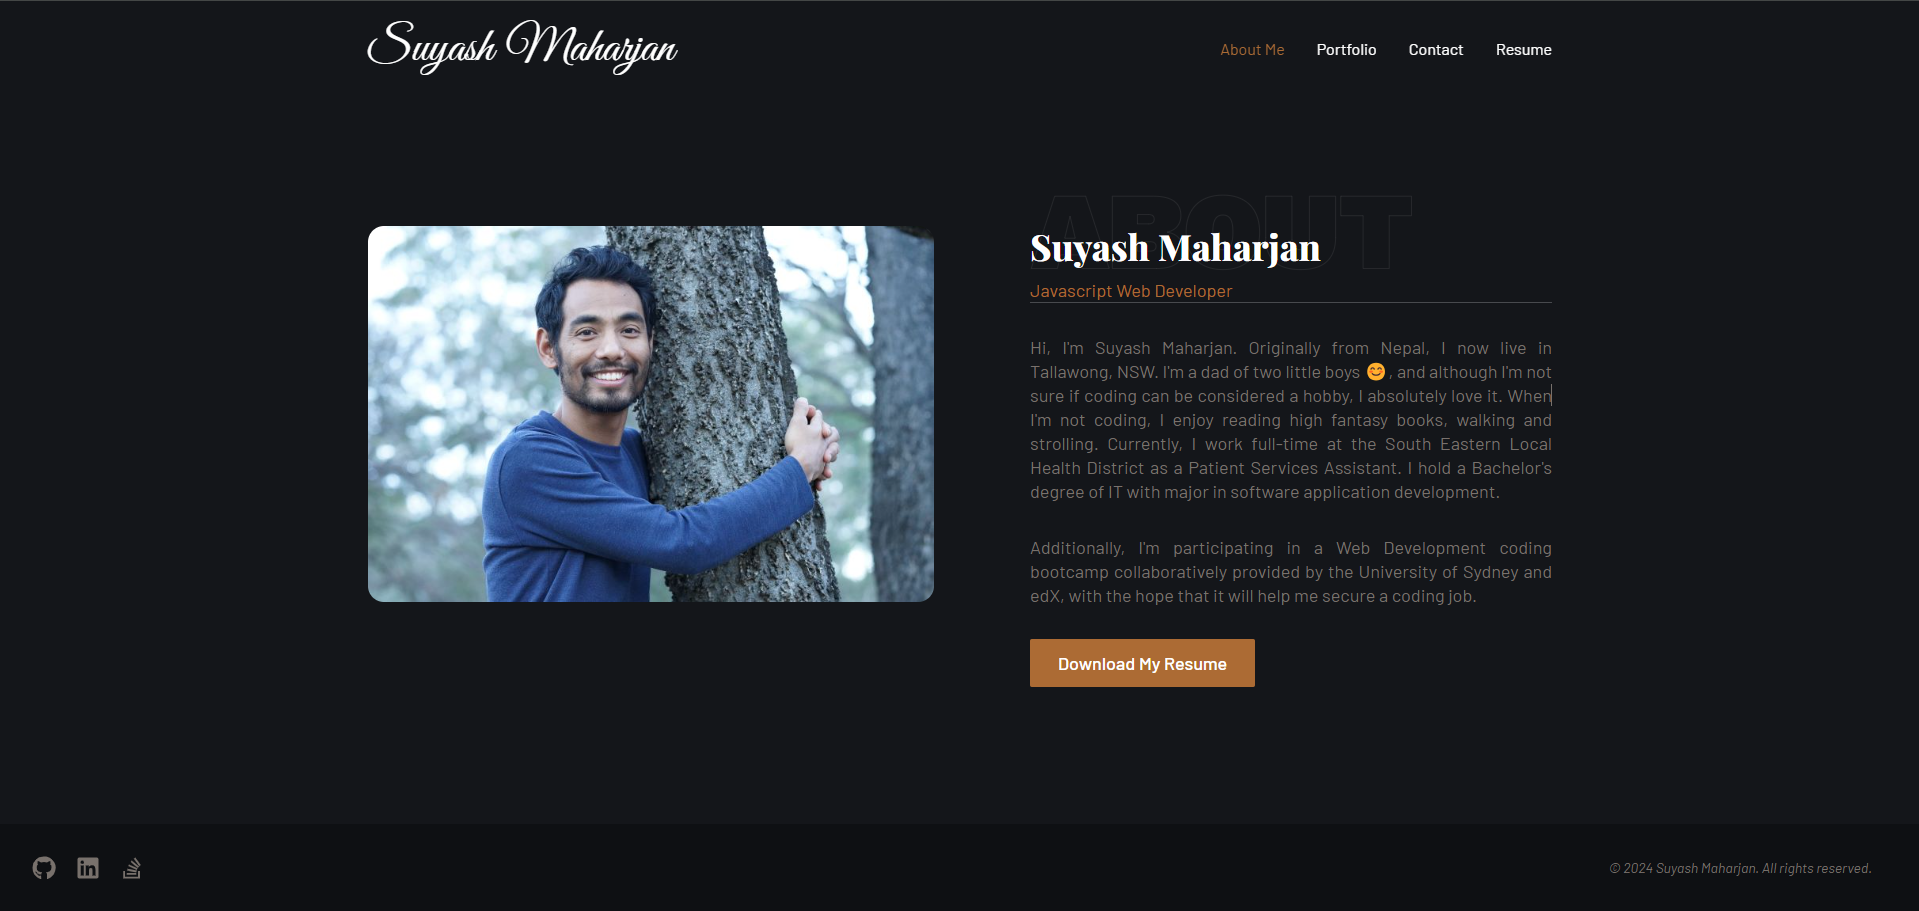 Suyash Maharjan
About Me Portfolio Contact Resume
ABOUT
Suyash Maharjan
Javascript Web Developer
Hi, I'm Suyash Maharjan. Originally from Nepal, I now live in
Tallawong, NSW. I'm a dad of two little boys 😊, and although I'm not
sure if coding can be considered a hobby, I absolutely love it. When
I'm not coding, I enjoy reading high fantasy books, walking and
strolling. Currently, I work full-time at the South Eastern Local
Health District as a Patient Services Assistant. I hold a Bachelor's
degree of IT with major in software application development.
Additionally, I'm participating in a Web Development coding
bootcamp collaboratively provided by the University of Sydney and
edX, with the hope that it will help me secure a coding job.
Download My Resume
in
© 2024 Suyash Maharjan. All rights reserved.